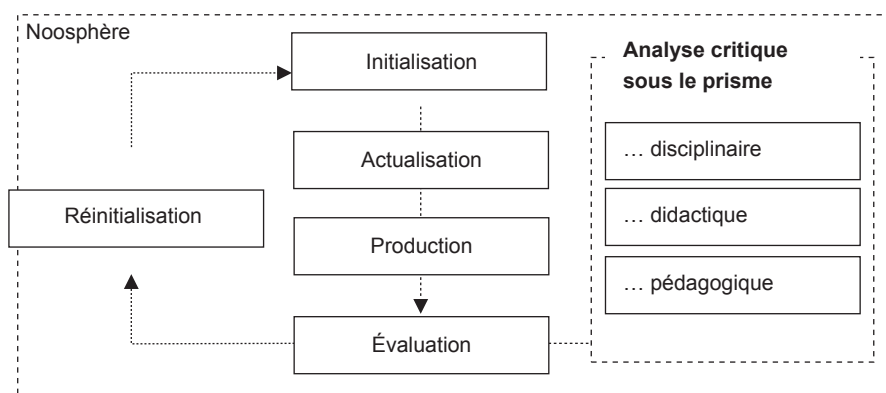 Noosphère
Initialisation
Actualisation
Réinitialisation
Production
Évaluation
Analyse critique
sous le prisme
… disciplinaire
… didactique
… pédagogique